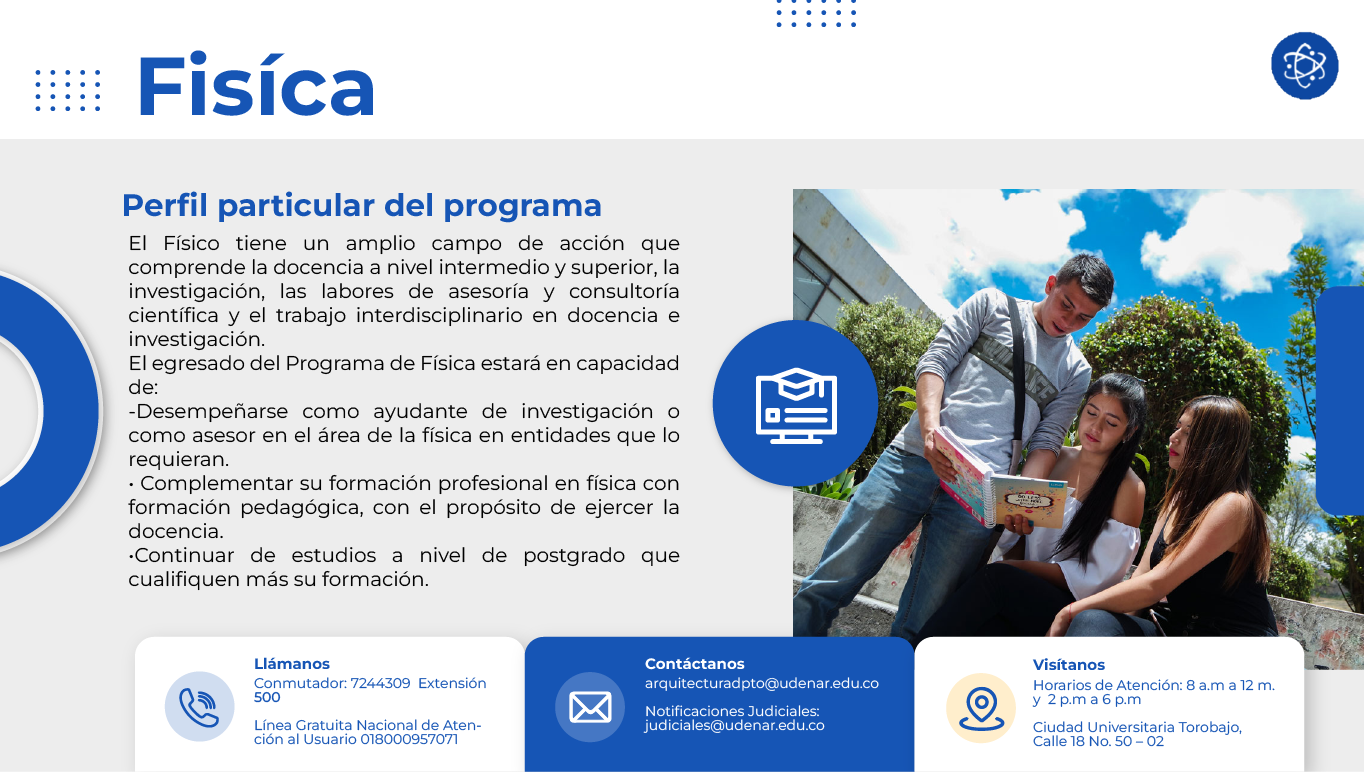 Fisíca
Perfil particular del programa
El Físico tiene un amplio campo de acción que
comprende la docencia a nivel intermedio y superior, la
investigación, las labores de asesoría y consultoría
científica y el trabajo interdisciplinario en docencia e
investigación.
El egresado del Programa de Física estará en capacidad
de:
-Desempeñarse como ayudante de investigación o
como asesor en el área de la física en entidades que lo
requieran.
• Complementar su formación profesional en física con
formación pedagógica, con el propósito de ejercer la
docencia.
•Continuar de estudios a nivel de postgrado que
cualifiquen más su formación.
Llámanos
Conmutador: 7244309  Extensión
500
Línea Gratuita Nacional de Aten-
ción al Usuario 018000957071
Contáctanos
arquitecturadpto@udenar.edu.co
Notificaciones Judiciales:
judiciales@udenar.edu.co
Visítanos
Horarios de Atención: 8 a.m a 12 m.
y  2 p.m a 6 p.m
Ciudad Universitaria Torobajo,
Calle 18 No. 50 – 02